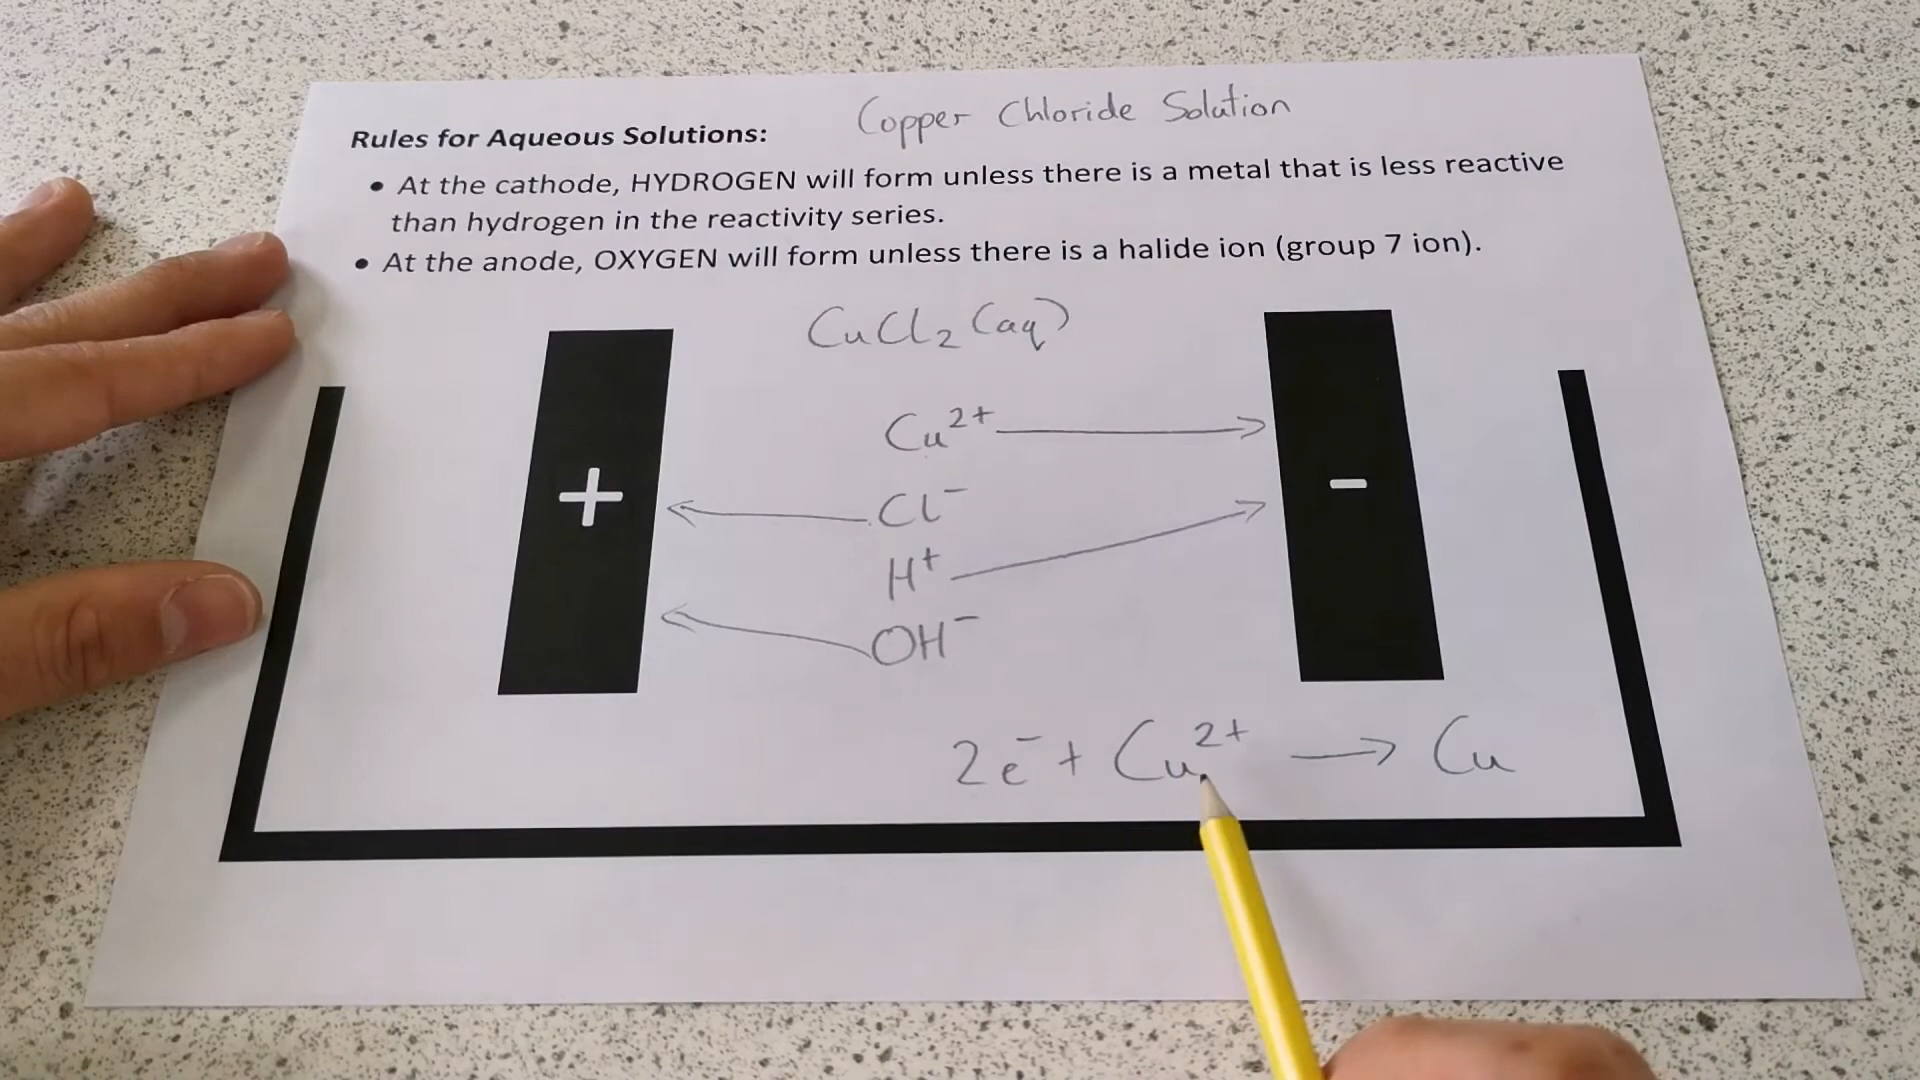 Copper Chloride Solution
Rules for Aqueous Solutions:
• At the cathode, HYDROGEN will form unless there is a metal that is less reactive
than hydrogen in the reactivity series.
• At the anode, OXYGEN will form unless there is a halide ion (group 7 ion).
CuCl₂ (aq)
Cu²⁺
+ Cl⁻ -
H⁺
OH⁻
2e⁻ + Cu²⁺ → Cu